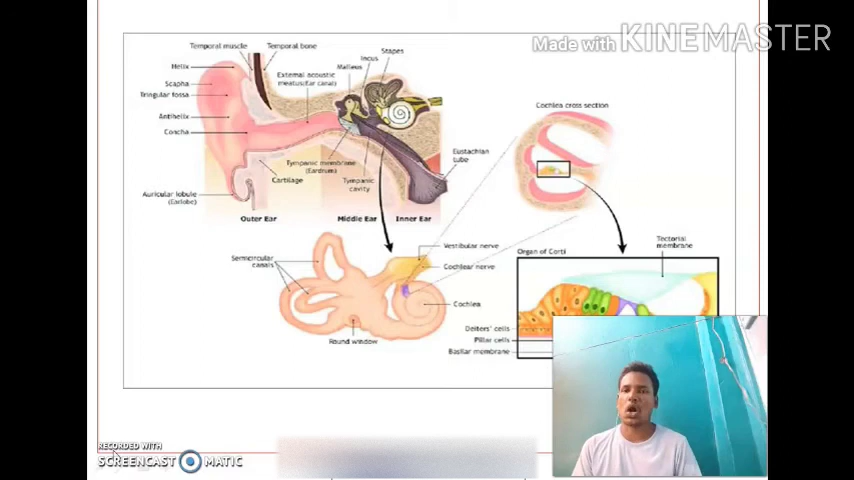 Made with KINEMASTER
Temporal muscle
Temporal bone
Stapes
Incus
Malleus
Helix
External acoustic
meatus(Ear canal)
Scapha
Triangular fossa
Antihelix
Concha
Cochlea cross section
Eustachian
tube
Tympanic membrane
(Eardrum)
Cartilage
Tympanic
cavity
Auricular lobule
(Earlobe)
Outer Ear
Middle Ear
Inner Ear
Vestibular nerve
Cochlear nerve
Semicircular
canals
Cochlea
Round window
Organ of Corti
Tectorial
membrane
Deiters' cells
Pillar cells
Basilar membrane
RECORDED WITH
SCREENCAST MATIC